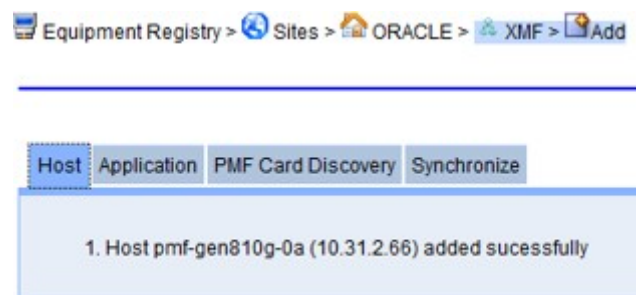 Equipment Registry > Sites > ORACLE > XMF > Add
Host Application PMF Card Discovery Synchronize
1. Host pmf-gen810g-0a (10.31.2.66) added sucessfully